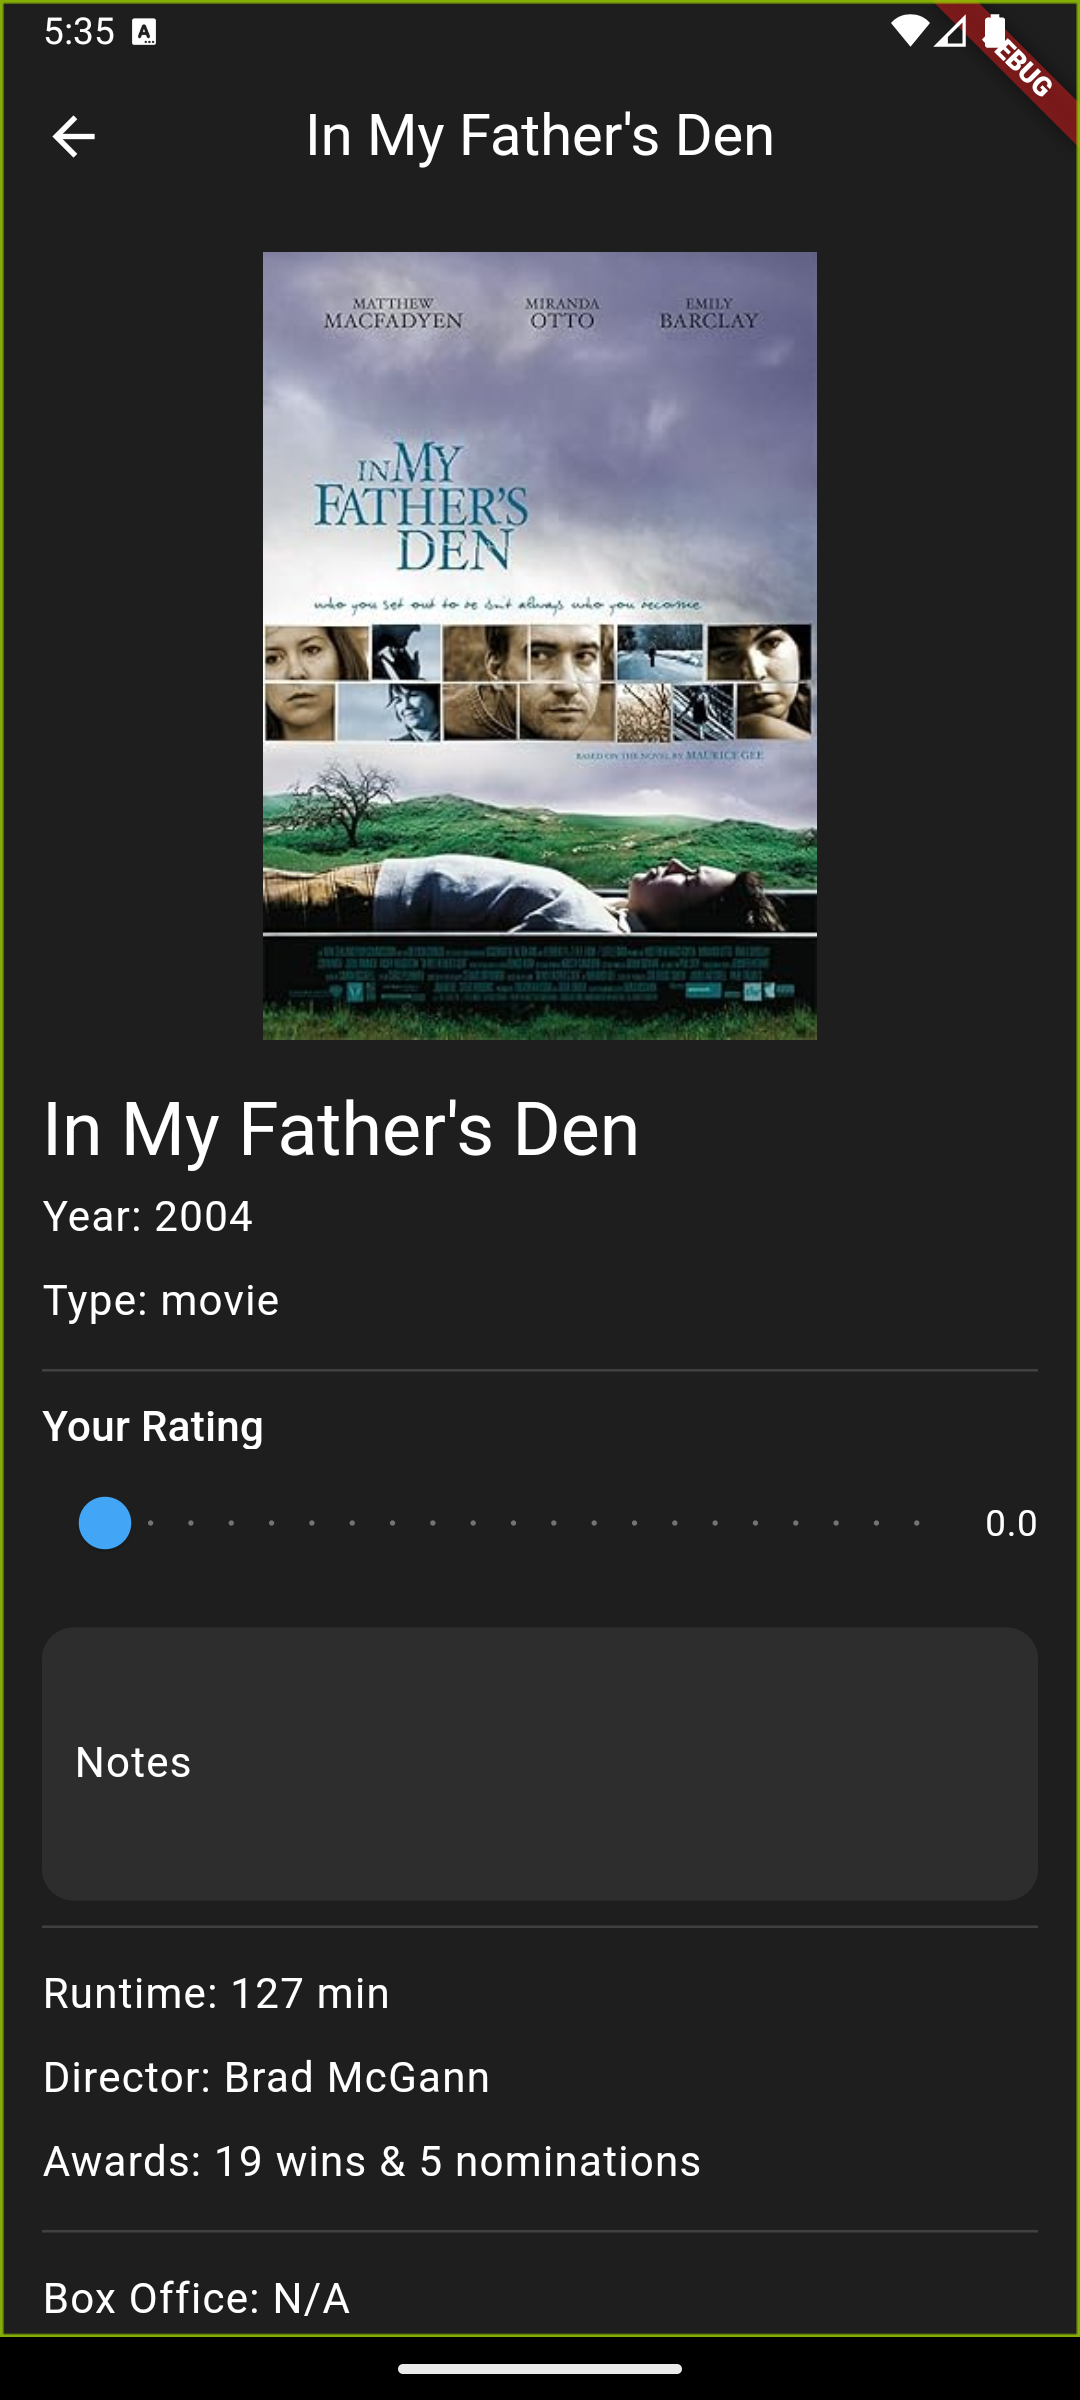 5:35
DEBUG
In My Father's Den
MATTHEW MACFADYEN
MIRANDA OTTO
EMILY BARCLAY
IN MY
FATHER'S
DEN
who you set out to be isn't always who you become
BASED ON THE NOVEL BY MAURICE GEE
In My Father's Den
Year: 2004
Type: movie
Your Rating
0.0
Notes
Runtime: 127 min
Director: Brad McGann
Awards: 19 wins & 5 nominations
Box Office: N/A